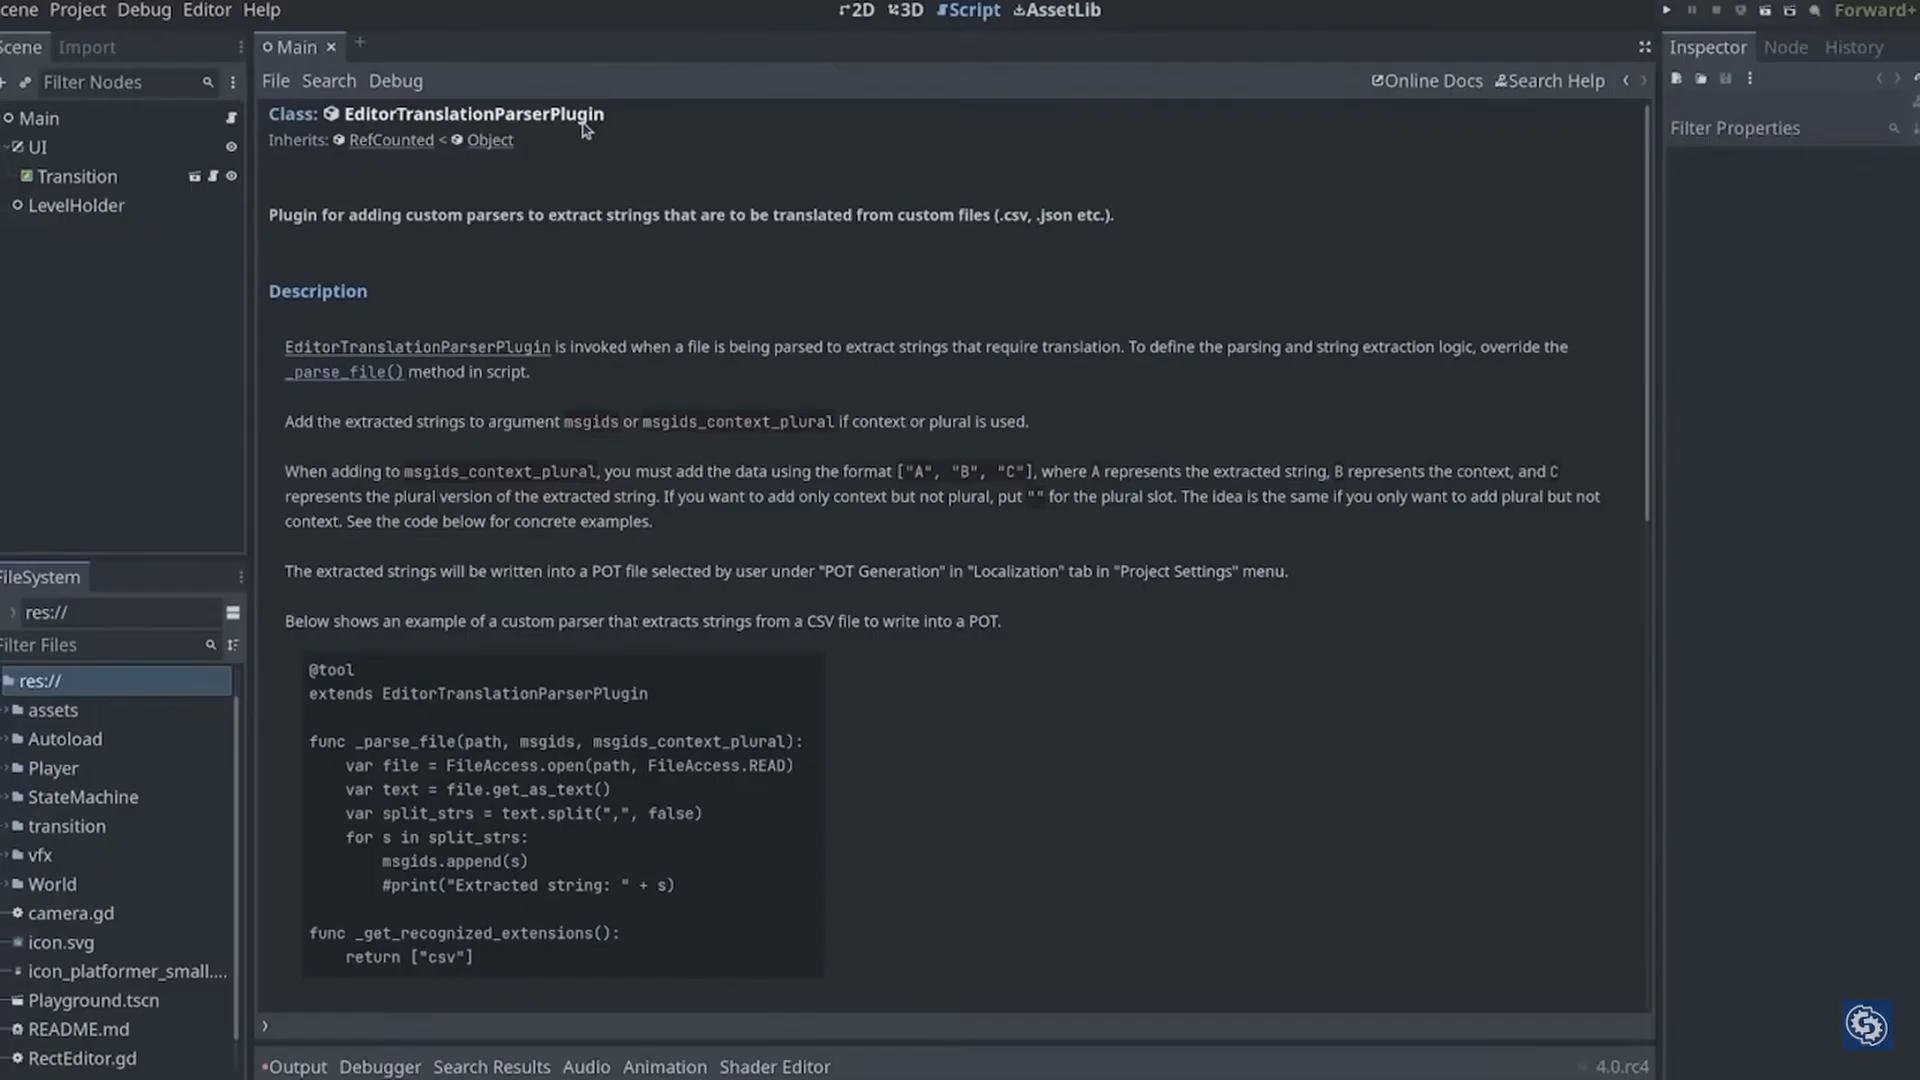 cene Project Debug Editor Help
2D 3D Script AssetLib
Forward+
Scene Import
Filter Nodes
Main
UI
Transition
LevelHolder
FileSystem
res://
Filter Files
res://
assets
Autoload
Player
StateMachine
transition
vfx
World
camera.gd
icon.svg
icon_platformer_small....
Playground.tscn
README.md
RectEditor.gd
Main
File Search Debug
Online Docs Search Help
Class: EditorTranslationParserPlugin
Inherits: RefCounted < Object
Plugin for adding custom parsers to extract strings that are to be translated from custom files (.csv, .json etc.).
Description
EditorTranslationParserPlugin is invoked when a file is being parsed to extract strings that require translation. To define the parsing and string extraction logic, override the
_parse_file() method in script.
Add the extracted strings to argument msgids or msgids_context_plural if context or plural is used.
When adding to msgids_context_plural, you must add the data using the format ["A", "B", "C"], where A represents the extracted string, B represents the context, and C
represents the plural version of the extracted string. If you want to add only context but not plural, put "" for the plural slot. The idea is the same if you only want to add plural but not
context. See the code below for concrete examples.
The extracted strings will be written into a POT file selected by user under "POT Generation" in "Localization" tab in "Project Settings" menu.
Below shows an example of a custom parser that extracts strings from a CSV file to write into a POT.
@tool
extends EditorTranslationParserPlugin
func _parse_file(path, msgids, msgids_context_plural):
var file = FileAccess.open(path, FileAccess.READ)
var text = file.get_as_text()
var split_strs = text.split(",", false)
for s in split_strs:
msgids.append(s)
#print("Extracted string: " + s)
func _get_recognized_extensions():
return ["csv"]
Output Debugger Search Results Audio Animation Shader Editor
4.0.rc4
Inspector Node History
Filter Properties